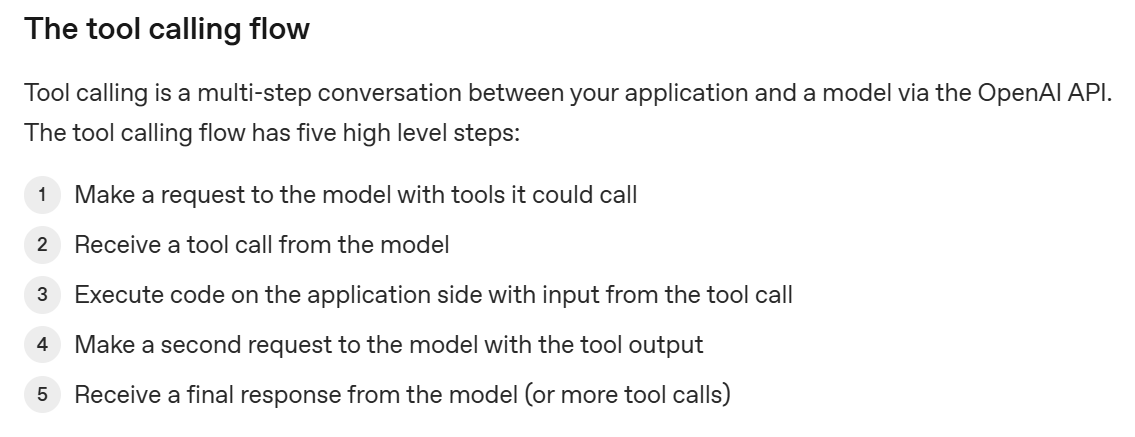 The tool calling flow
Tool calling is a multi-step conversation between your application and a model via the OpenAI API.
The tool calling flow has five high level steps:
1 Make a request to the model with tools it could call
2 Receive a tool call from the model
3 Execute code on the application side with input from the tool call
4 Make a second request to the model with the tool output
5 Receive a final response from the model (or more tool calls)